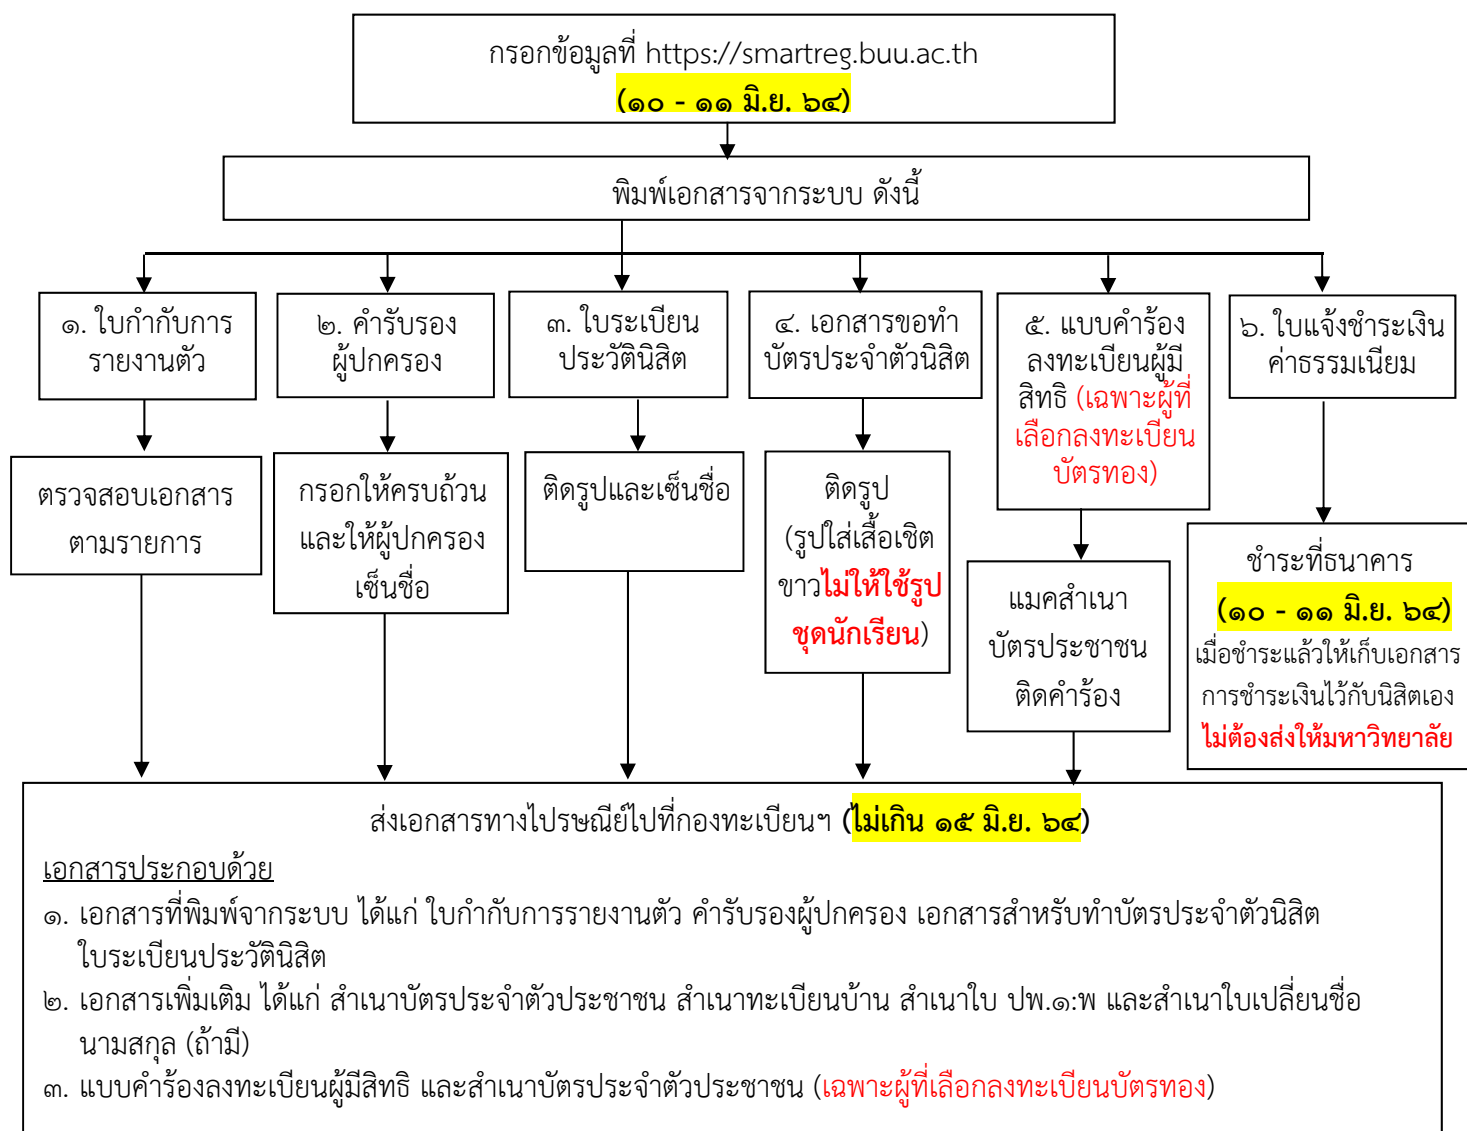 กรอกข้อมูลที่ https://smartreg.buu.ac.th
(๑๐ - ๑๑ มิ.ย. ๖๔)
พิมพ์เอกสารจากระบบ ดังนี้
๑. ใบกำกับการ
รายงานตัว
๒. คำรับรอง
ผู้ปกครอง
๓. ใบระเบียน
ประวัตินิสิต
๔. เอกสารขอทำ
บัตรประจำตัวนิสิต
๕. แบบคำร้อง
ลงทะเบียนผู้มี
สิทธิ (เฉพาะผู้ที่
เลือกลงทะเบียน
บัตรทอง)
๖. ใบแจ้งชำระเงิน
ค่าธรรมเนียม
ตรวจสอบเอกสาร
ตามรายการ
กรอกให้ครบถ้วน
และให้ผู้ปกครอง
เซ็นชื่อ
ติดรูปและเซ็นชื่อ
ติดรูป
(รูปใส่เสื้อเชิต
ขาวไม่ให้ใช้รูป
ชุดนักเรียน)
แมคสำเนา
บัตรประชาชน
ติดคำร้อง
ชำระที่ธนาคาร
(๑๐ - ๑๑ มิ.ย. ๖๔)
เมื่อชำระแล้วให้เก็บเอกสาร
การชำระเงินไว้กับนิสิตเอง
ไม่ต้องส่งให้มหาวิทยาลัย
ส่งเอกสารทางไปรษณีย์ไปที่กองทะเบียนฯ (ไม่เกิน ๑๕ มิ.ย. ๖๔)
เอกสารประกอบด้วย
๑. เอกสารที่พิมพ์จากระบบ ได้แก่ ใบกำกับการรายงานตัว คำรับรองผู้ปกครอง เอกสารสำหรับทำบัตรประจำตัวนิสิต
ใบระเบียนประวัตินิสิต
๒. เอกสารเพิ่มเติม ได้แก่ สำเนาบัตรประจำตัวประชาชน สำเนาทะเบียนบ้าน สำเนาใบ ปพ.๑:พ และสำเนาใบเปลี่ยนชื่อ
นามสกุล (ถ้ามี)
๓. แบบคำร้องลงทะเบียนผู้มีสิทธิ และสำเนาบัตรประจำตัวประชาชน (เฉพาะผู้ที่เลือกลงทะเบียนบัตรทอง)